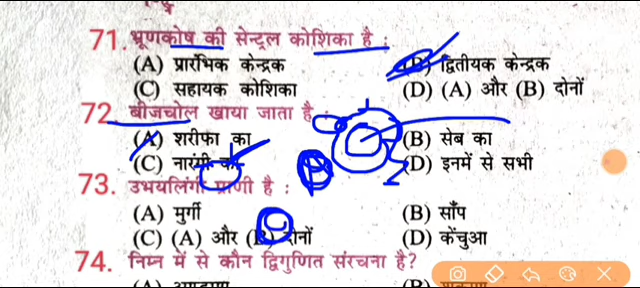 71. भ्रूणकोष की सेन्ट्रल कोशिका है :
(A) प्रारंभिक केन्द्रक (B) द्वितीयक केन्द्रक
(C) सहायक कोशिका (D) (A) और (B) दोनों
72. बीजचोल खाया जाता है
(A) शरीफा का (B) सेब का
(C) नारंगी का (D) इनमें से सभी
73. उभयलिंगी प्राणी है :
(A) मुर्गी (B) साँप
(C) (A) और (B) दोनों (D) केंचुआ
74. निम्न में से कौन द्विगुणित संरचना है?
(A) (B)